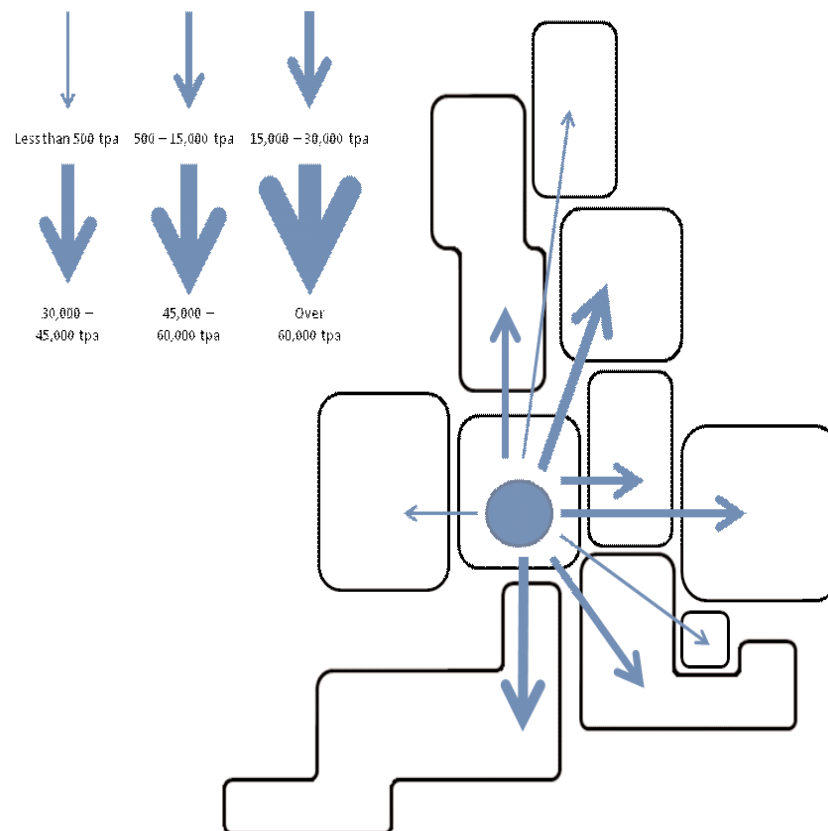 Less than 500 tpa 500 – 15,000 tpa 15,000 – 30,000 tpa
30,000 – 45,000 – Over
45,000 tpa 60,000 tpa 60,000 tpa